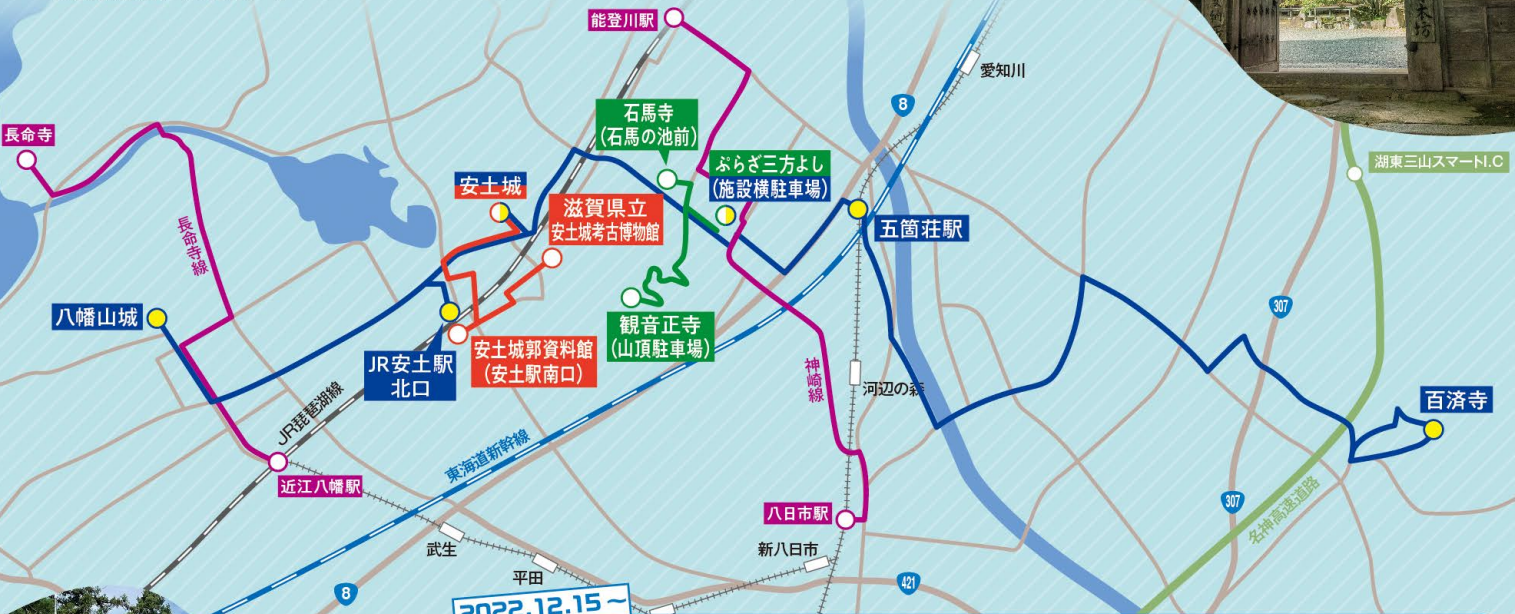 能登川駅
愛知川
木坊
8
石馬寺
(石馬の池前)
長命寺
湖東三山スマートI.C
ぷらざ三方よし
(施設横駐車場)
安土城
滋賀県立
安土城考古博物館
五箇荘駅
長命寺線
八幡山城
307
観音正寺
(山頂駐車場)
安土城郭資料館
(安土駅南口)
JR安土駅
北口
神崎線
河辺の森
百済寺
JR琵琶湖線
東海道新幹線
近江八幡駅
307
名神高速道路
八日市駅
武生
新八日市
平田
421
8
2022.12.15～